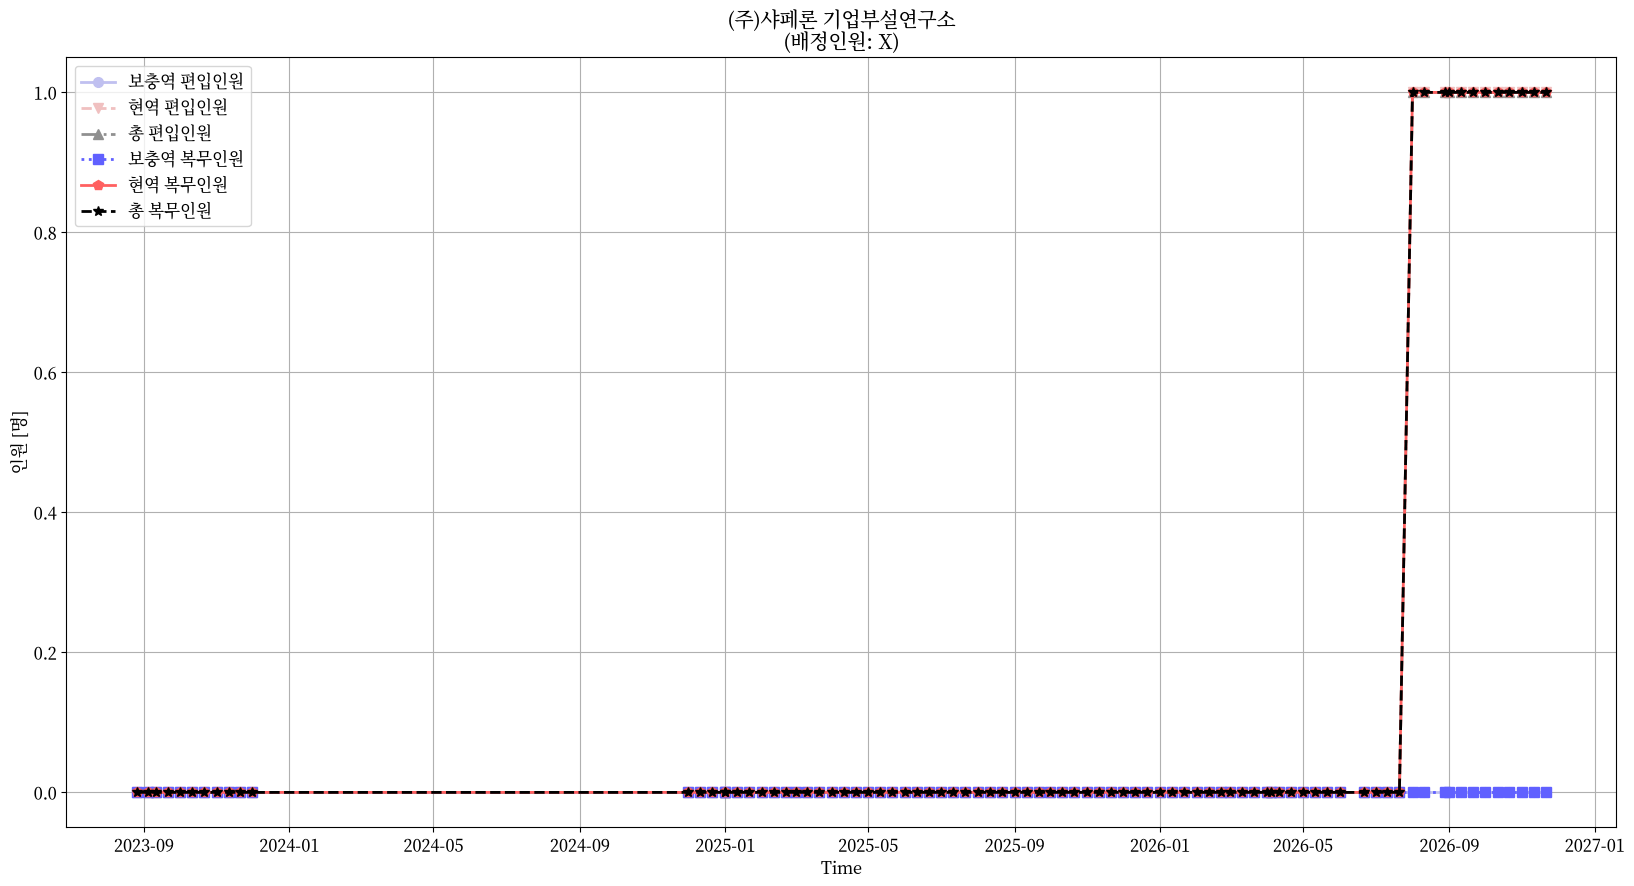 (주)샤페론 기업부설연구소
(배정인원: X)
보충역 편입인원
현역 편입인원
총 편입인원
보충역 복무인원
현역 복무인원
총 복무인원
인원 [명]
1.0
0.8
0.6
0.4
0.2
0.0
2023-09
2024-01
2024-05
2024-09
2025-01
2025-05
2025-09
2026-01
2026-05
2026-09
2027-01
Time